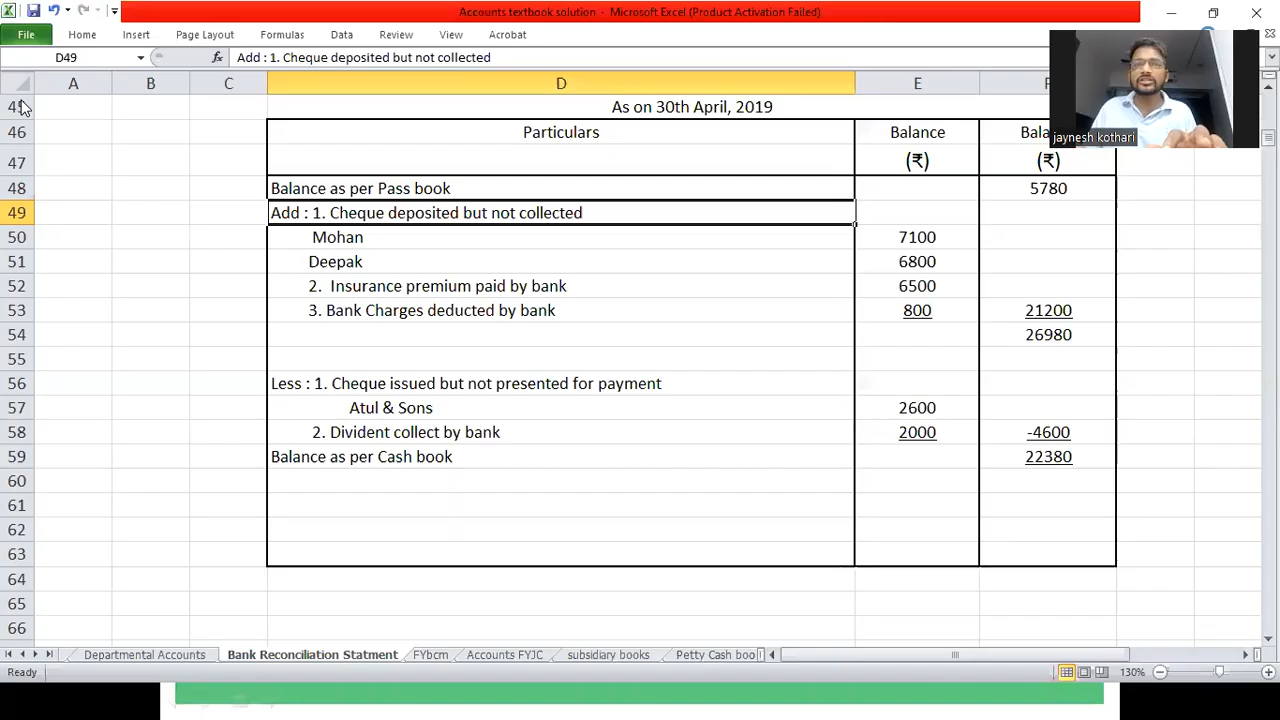 Accounts textbook solution - Microsoft Excel (Product Activation Failed)
File Home Insert Page Layout Formulas Data Review View Acrobat
D49 fx Add : 1. Cheque deposited but not collected
A B C D E F
45 As on 30th April, 2019
46 Particulars Balance
47 (₹) (₹)
48 Balance as per Pass book 5780
49 Add : 1. Cheque deposited but not collected
50 Mohan 7100
51 Deepak 6800
52 2. Insurance premium paid by bank 6500
53 3. Bank Charges deducted by bank 800 21200
54 26980
55
56 Less : 1. Cheque issued but not presented for payment
57 Atul & Sons 2600
58 2. Divident collect by bank 2000 -4600
59 Balance as per Cash book 22380
60
61
62
63
64
65
66
jaynesh kothari
Departmental Accounts Bank Reconciliation Statment FYbcm Accounts FYJC subsidiary books Petty Cash boo
Ready 130%